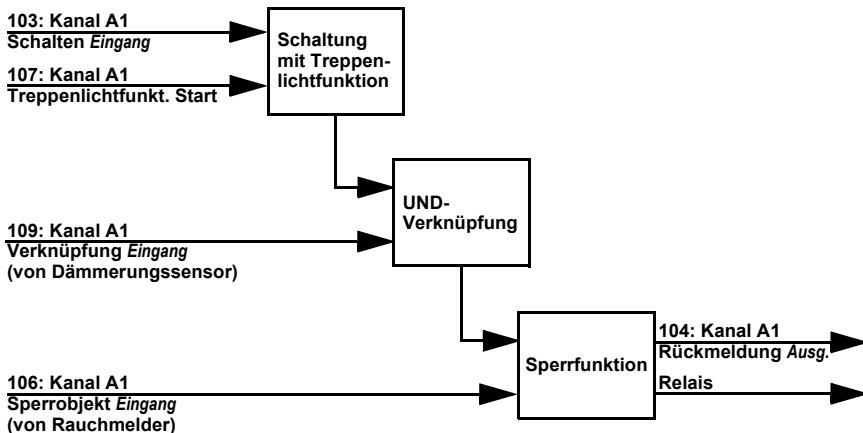 103: Kanal A1
Schalten Eingang
107: Kanal A1
Treppenlichtfunkt. Start
Schaltung
mit Treppen-
lichtfunktion
UND-
Verknüpfung
109: Kanal A1
Verknüpfung Eingang
(von Dämmerungssensor)
Sperrfunktion
104: Kanal A1
Rückmeldung Ausg.
Relais
106: Kanal A1
Sperrobjekt Eingang
(von Rauchmelder)